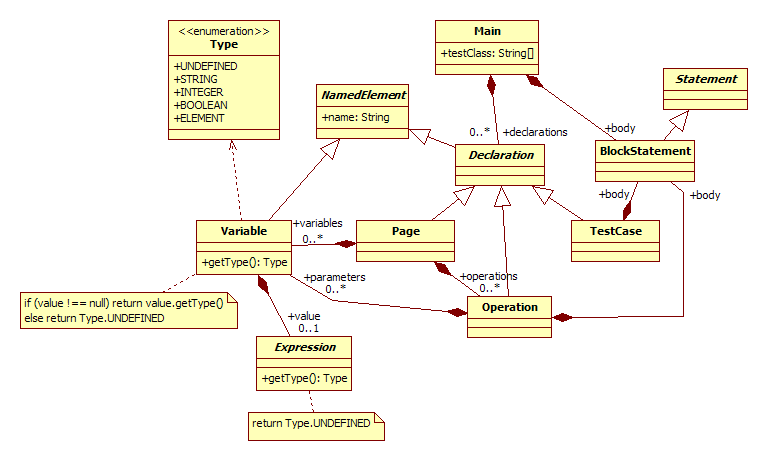 <<enumeration>>
Type
+UNDEFINED
+STRING
+INTEGER
+BOOLEAN
+ELEMENT
Main
+testClass: String[]
Statement
NamedElement
+name: String
0..*
+declarations
+body
Declaration
BlockStatement
+body
+body
Variable
+getType(): Type
+variables
0..*
Page
TestCase
+parameters
0..*
+operations
0..*
Operation
if (value !== null) return value.getType()
else return Type.UNDEFINED
+value
0..1
Expression
+getType(): Type
return Type.UNDEFINED